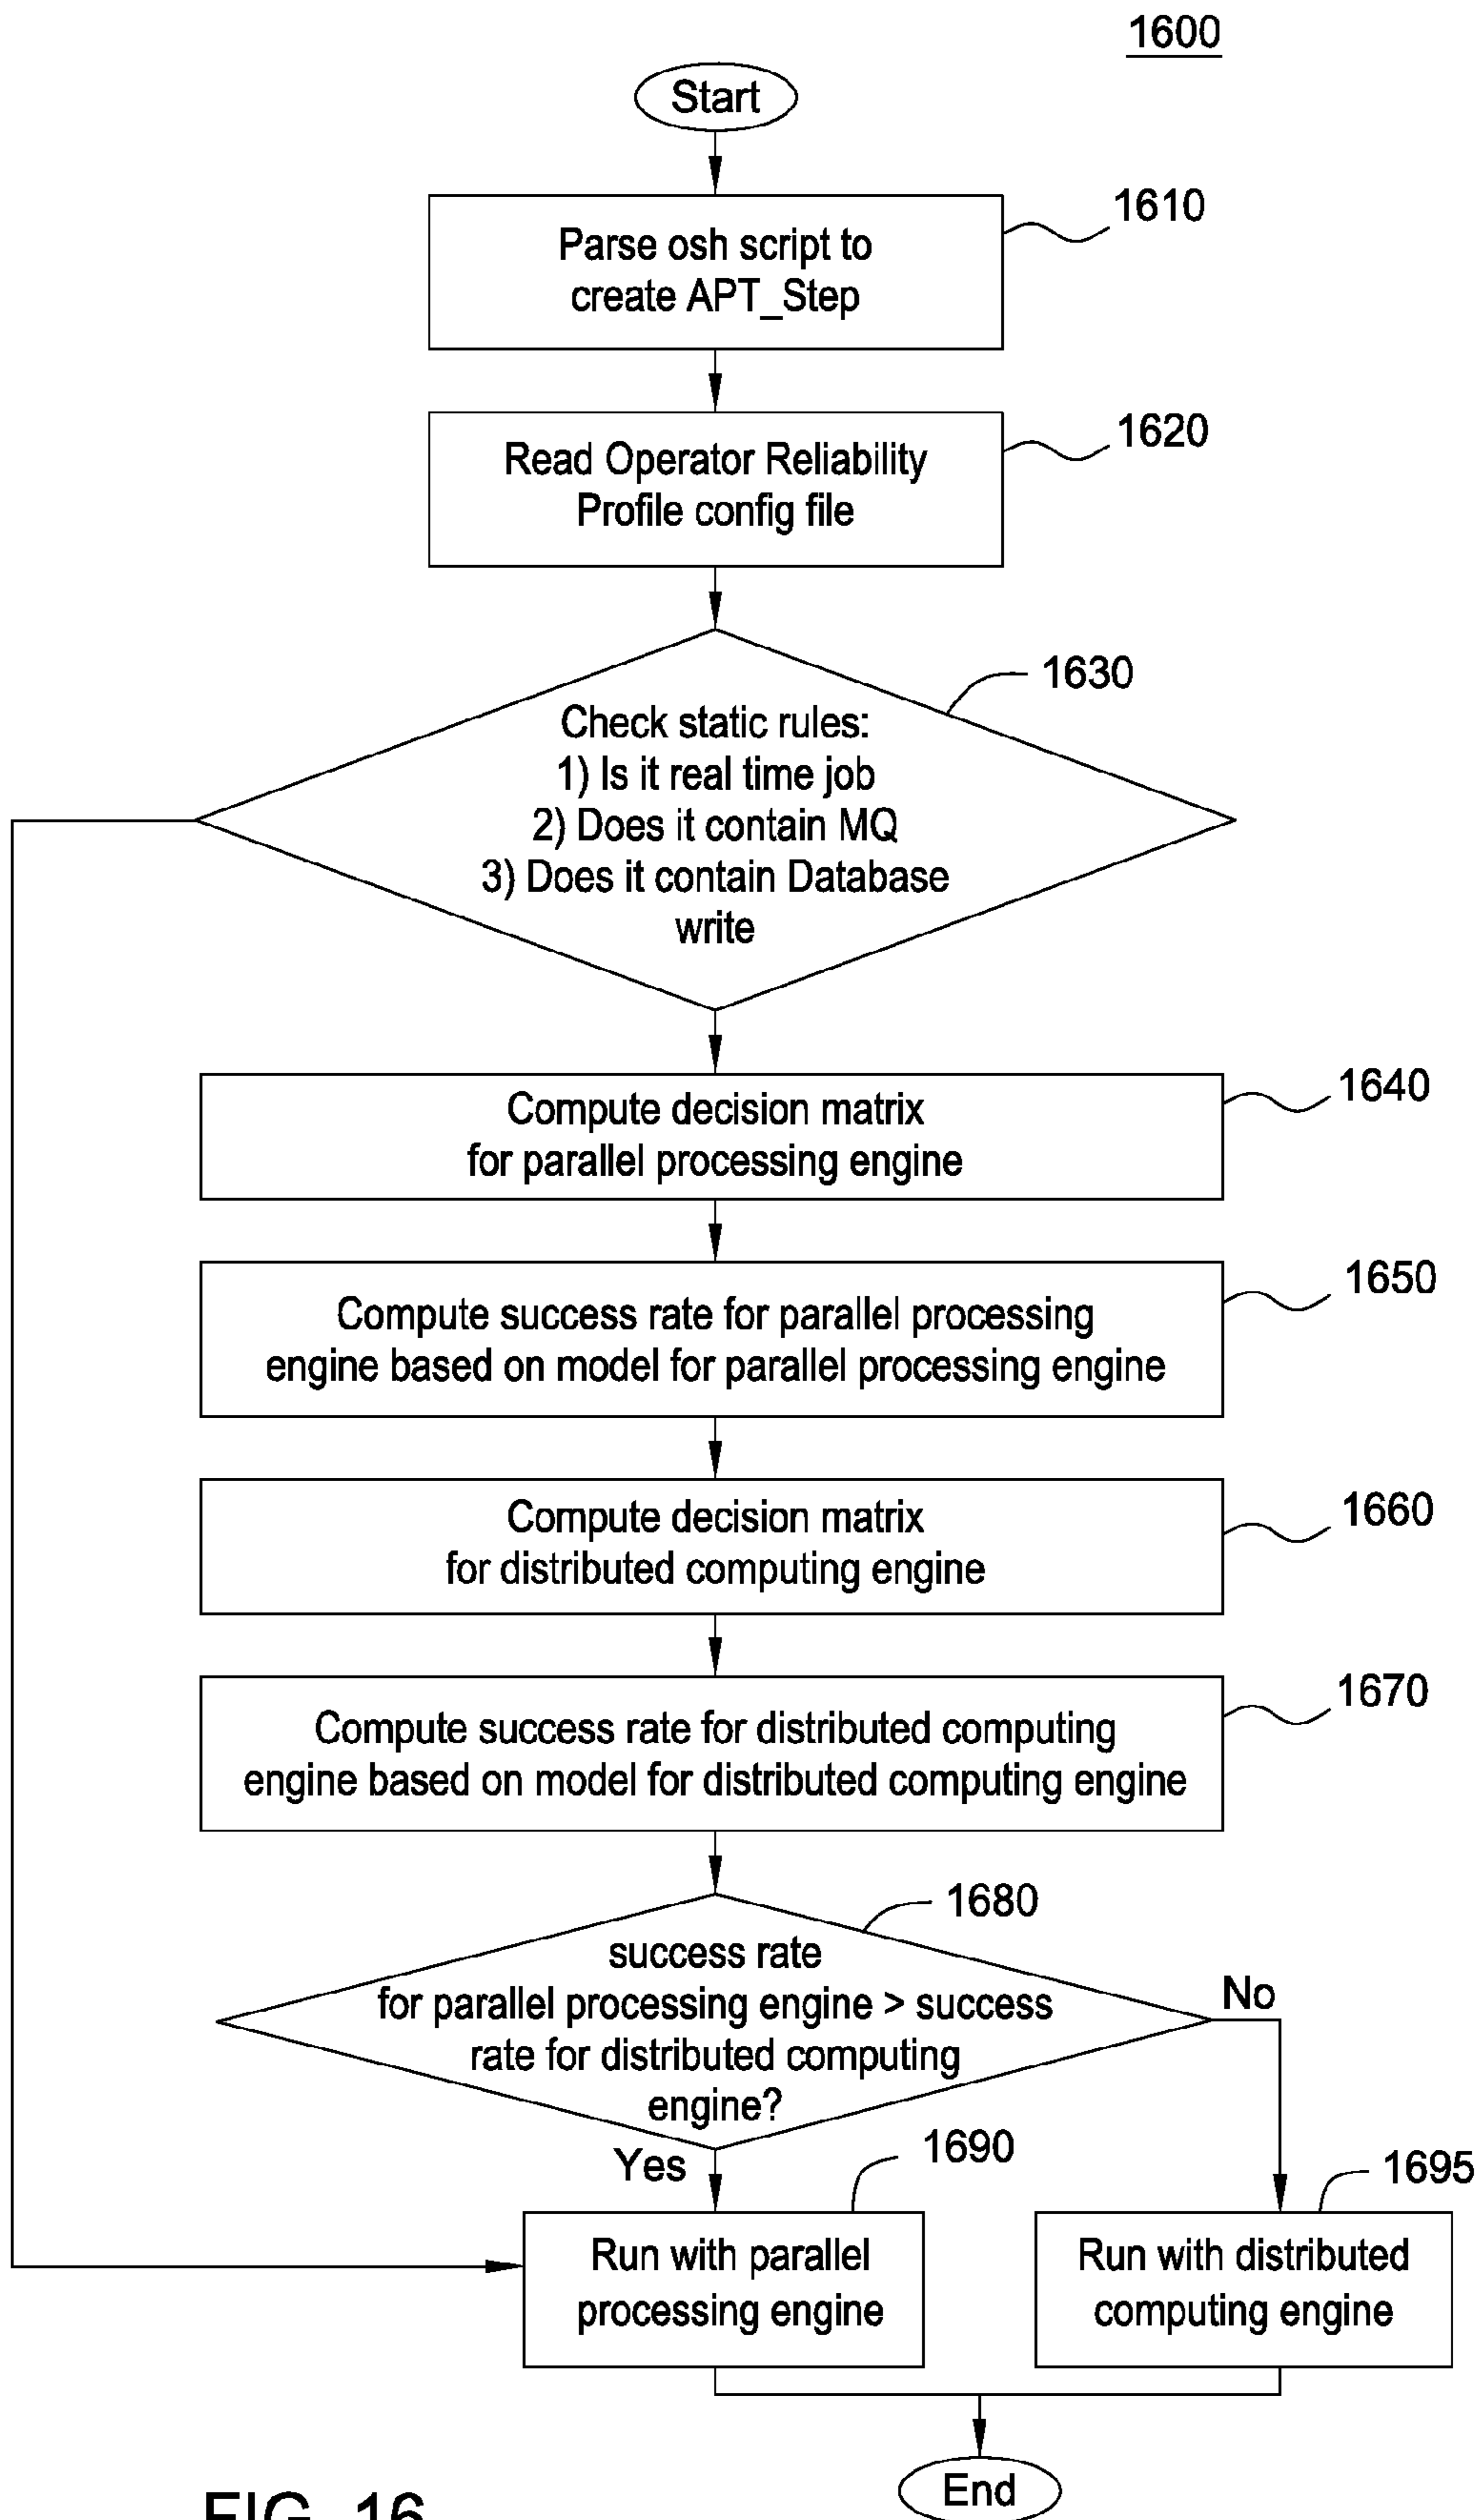 1600
Start
1610
Parse osh script to
create APT_Step
1620
Read Operator Reliability
Profile config file
1630
Check static rules:
1) Is it real time job
2) Does it contain MQ
3) Does it contain Database
write
1640
Compute decision matrix
for parallel processing engine
1650
Compute success rate for parallel processing
engine based on model for parallel processing engine
1660
Compute decision matrix
for distributed computing engine
1670
Compute success rate for distributed computing
engine based on model for distributed computing engine
1680
success rate
for parallel processing engine > success
rate for distributed computing
engine?
No
Yes
1690
1695
Run with parallel
processing engine
Run with distributed
computing engine
End
FIG. 16